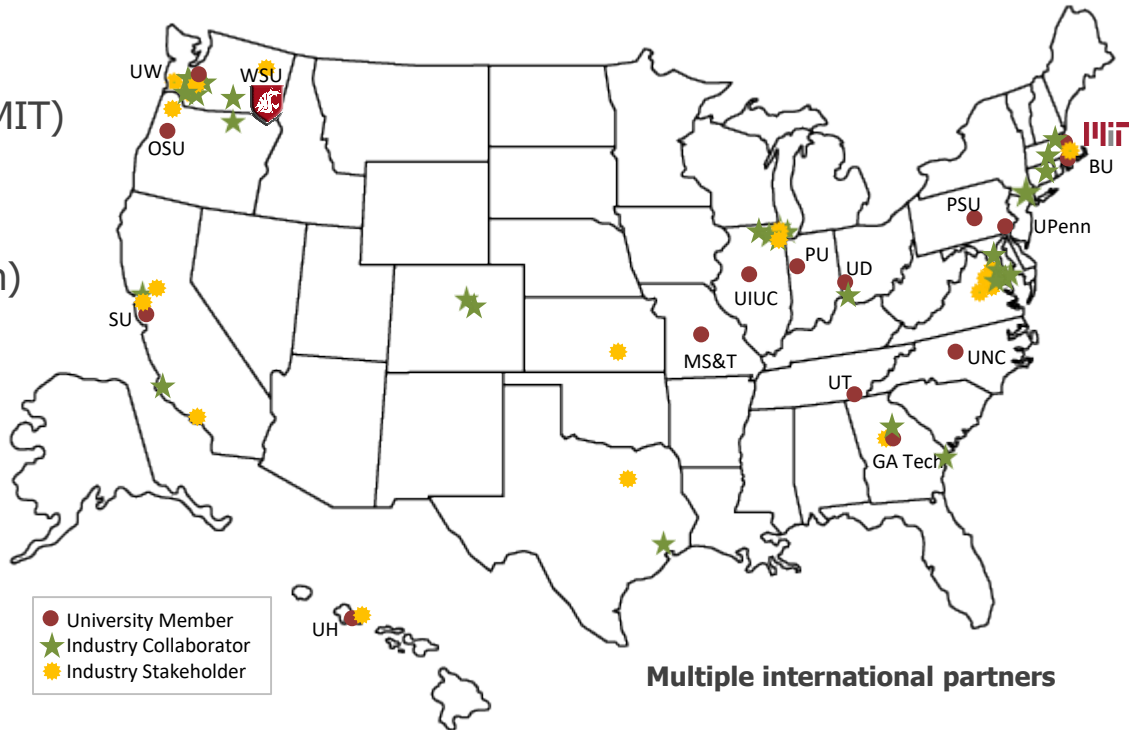 MIT)
n)
UW
WSU
OSU
MIT
BU
PSU
UPenn
PU
UD
UIUC
SU
MS&T
UNC
UT
GA Tech
UH
University Member
Industry Collaborator
Industry Stakeholder
Multiple international partners